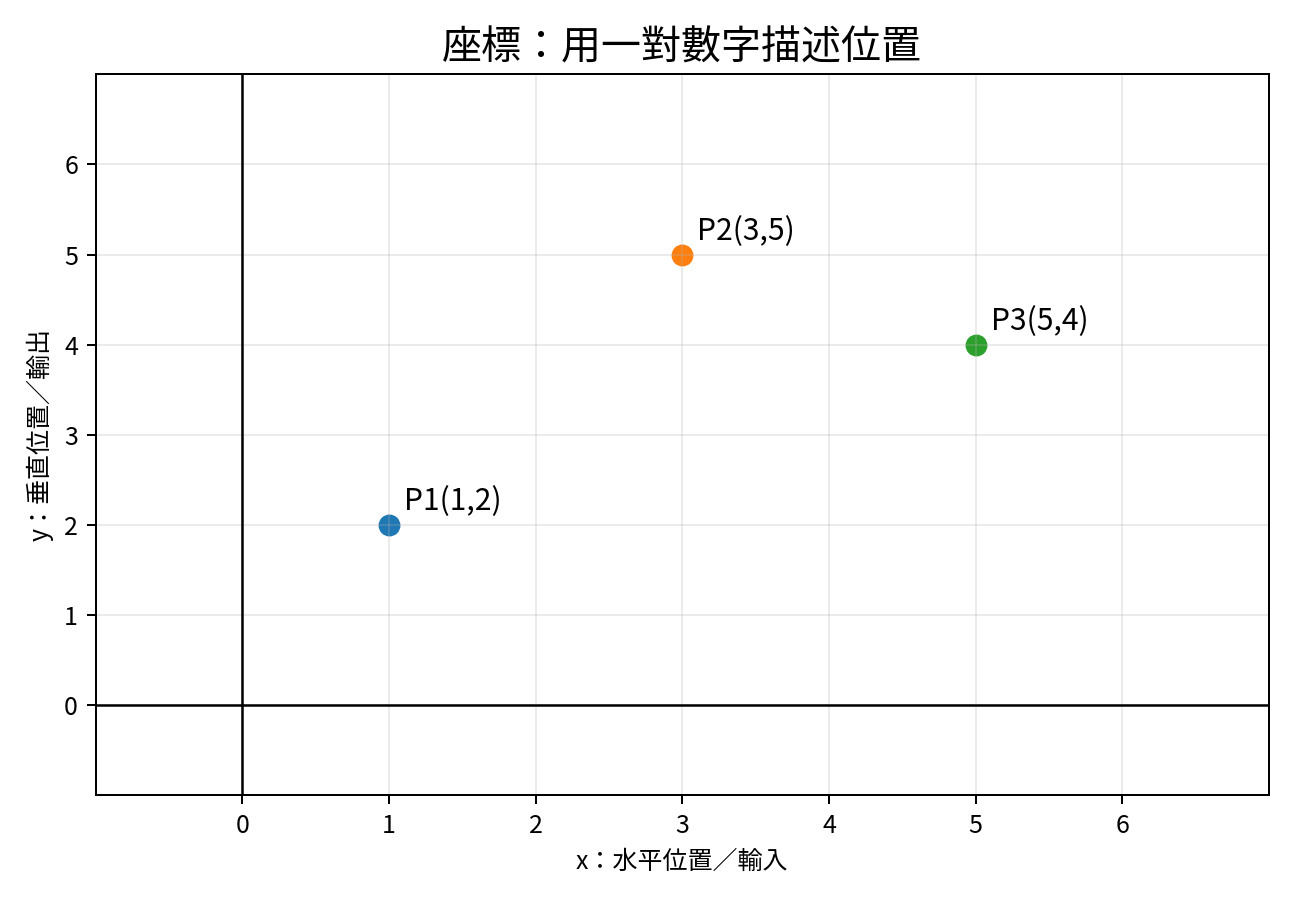 座標：用一對數字描述位置
y：垂直位置／輸出
6
5
4
3
2
1
0
P2(3,5)
P3(5,4)
P1(1,2)
0 1 2 3 4 5 6
x：水平位置／輸入